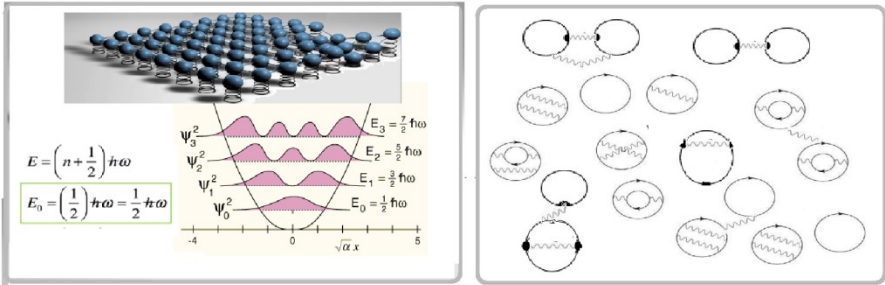 E = (n + 1/2) ħω
E₀ = (1/2) ħω = 1/2 ħω
ψ₃²
E₃ = 7/2 ħω
ψ₂²
E₂ = 5/2 ħω
ψ₁²
E₁ = 3/2 ħω
ψ₀²
E₀ = 1/2 ħω
-4 0 5
√α x